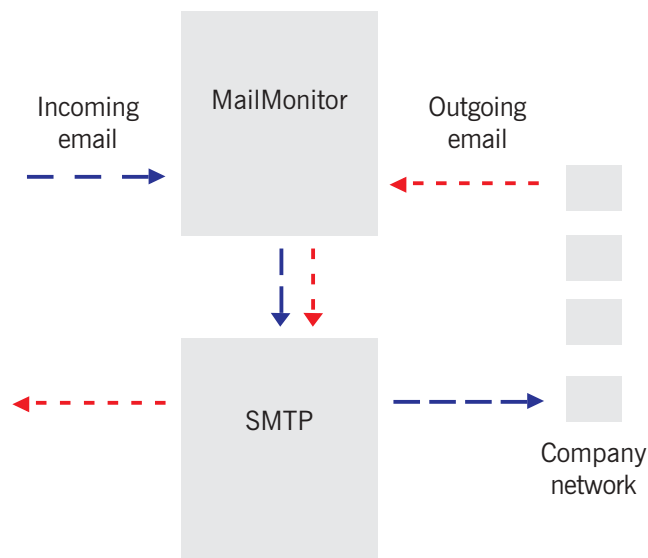 MailMonitor
Incoming
email
Outgoing
email
SMTP
Company
network